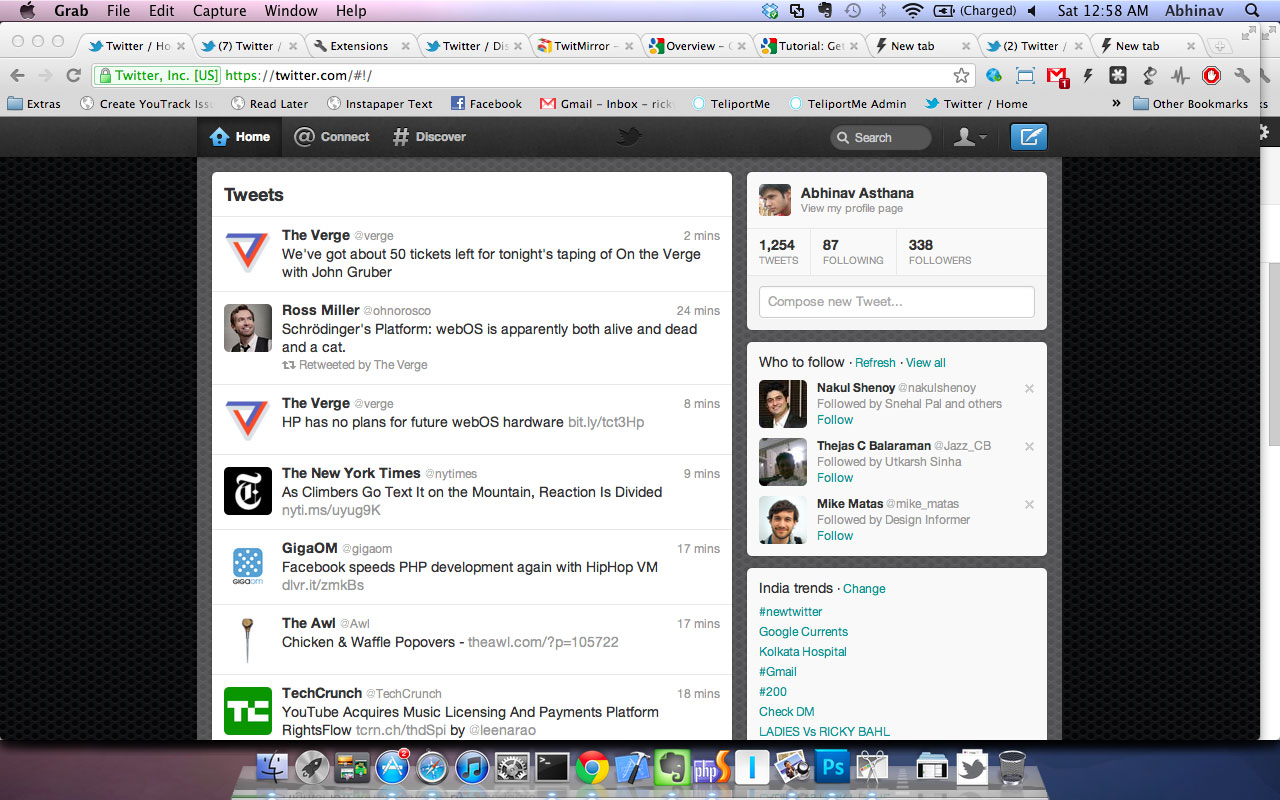 Grab File Edit Capture Window Help (Charged) Sat 12:58 AM Abhinav
Twitter / Ho (7) Twitter / Extensions Twitter / Dis TwitMirror – Overview – Tutorial: Get New tab (2) Twitter / New tab
Twitter, Inc. [US] https://twitter.com/#!/
1
Extras Create YouTrack Issu Read Later Instapaper Text Facebook Gmail – Inbox – rick TeliportMe TeliportMe Admin Twitter / Home » Other Bookmarks
Home @ Connect # Discover Search
Tweets
The Verge @verge 2 mins
We've got about 50 tickets left for tonight's taping of On the Verge
with John Gruber
Ross Miller @ohnorosco 24 mins
Schrödinger's Platform: webOS is apparently both alive and dead
and a cat.
Retweeted by The Verge
The Verge @verge 8 mins
HP has no plans for future webOS hardware bit.ly/tct3Hp
The New York Times @nytimes 9 mins
As Climbers Go Text It on the Mountain, Reaction Is Divided
nyti.ms/uyug9K
GigaOM @gigaom 17 mins
GIGAOM
Facebook speeds PHP development again with HipHop VM
dlvr.it/zmkBs
The Awl @Awl 17 mins
Chicken & Waffle Popovers - theawl.com/?p=105722
TechCrunch @TechCrunch 18 mins
TC
YouTube Acquires Music Licensing And Payments Platform
RightsFlow tcrn.ch/thdSpi by @leenarao
Abhinav Asthana
View my profile page
1,254 87 338
TWEETS FOLLOWING FOLLOWERS
Compose new Tweet...
Who to follow · Refresh · View all
Nakul Shenoy @nakulshenoy
Followed by Snehal Pal and others
Follow
Thejas C Balaraman @Jazz_CB
Followed by Utkarsh Sinha
Follow
Mike Matas @mike_matas
Followed by Design Informer
Follow
India trends · Change
#newtwitter
Google Currents
Kolkata Hospital
#Gmail
#200
Check DM
LADIES Vs RICKY BAHL
2
php
I
Ps